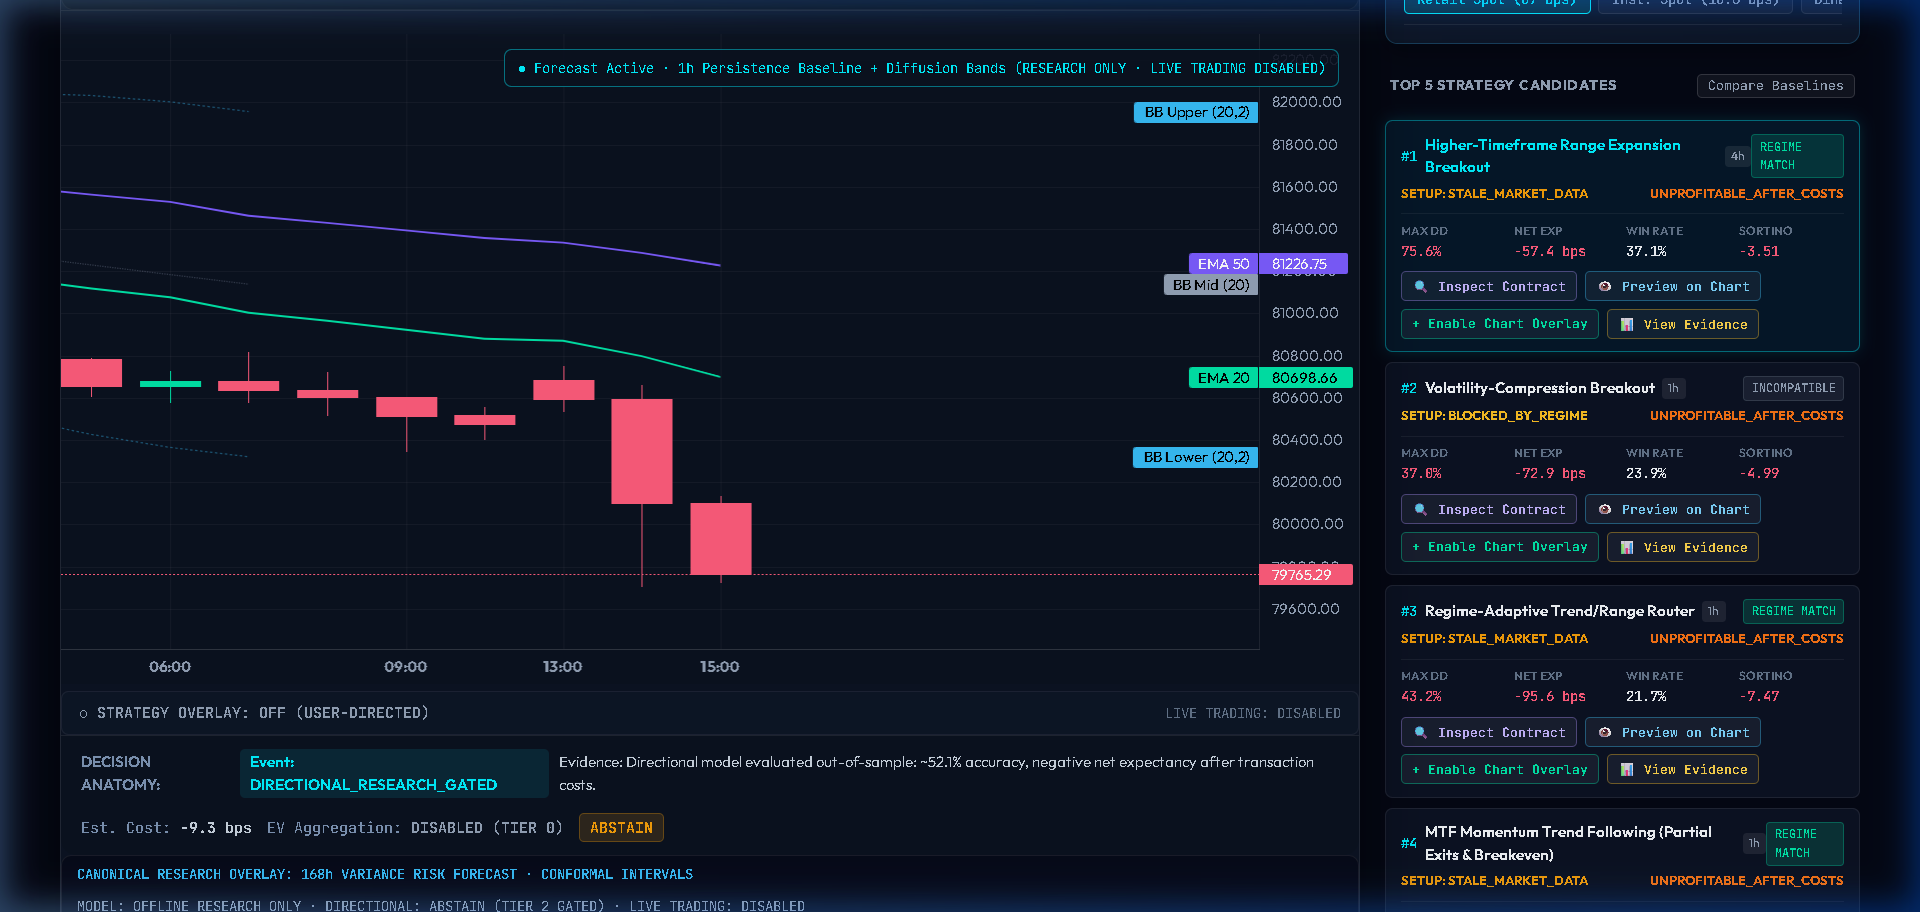 ● Forecast Active · 1h Persistence Baseline + Diffusion Bands (RESEARCH ONLY · LIVE TRADING DISABLED)
BB Upper (20,2)
82000.00
81800.00
81600.00
81400.00
EMA 50 81226.75
BB Mid (20)
81000.00
80800.00
EMA 20 80698.66
80600.00
80400.00
BB Lower (20,2)
80200.00
80000.00
79765.29
79600.00
06:00 09:00 13:00 15:00
○ STRATEGY OVERLAY: OFF (USER-DIRECTED) LIVE TRADING: DISABLED
DECISION
ANATOMY:
Event:
DIRECTIONAL_RESEARCH_GATED
Evidence: Directional model evaluated out-of-sample: ~52.1% accuracy, negative net expectancy after transaction
costs.
Est. Cost: -9.3 bps EV Aggregation: DISABLED (TIER 0) ABSTAIN
CANONICAL RESEARCH OVERLAY: 168h VARIANCE RISK FORECAST · CONFORMAL INTERVALS
MODEL: OFFLINE RESEARCH ONLY · DIRECTIONAL: ABSTAIN (TIER 2 GATED) · LIVE TRADING: DISABLED
TOP 5 STRATEGY CANDIDATES Compare Baselines
#1 Higher-Timeframe Range Expansion
Breakout
4h REGIME
MATCH
SETUP: STALE_MARKET_DATA UNPROFITABLE_AFTER_COSTS
MAX DD NET EXP WIN RATE SORTINO
75.6% -57.4 bps 37.1% -3.51
Inspect Contract Preview on Chart
+ Enable Chart Overlay View Evidence
#2 Volatility-Compression Breakout 1h INCOMPATIBLE
SETUP: BLOCKED_BY_REGIME UNPROFITABLE_AFTER_COSTS
MAX DD NET EXP WIN RATE SORTINO
37.0% -72.9 bps 23.9% -4.99
Inspect Contract Preview on Chart
+ Enable Chart Overlay View Evidence
#3 Regime-Adaptive Trend/Range Router 1h REGIME MATCH
SETUP: STALE_MARKET_DATA UNPROFITABLE_AFTER_COSTS
MAX DD NET EXP WIN RATE SORTINO
43.2% -95.6 bps 21.7% -7.47
Inspect Contract Preview on Chart
+ Enable Chart Overlay View Evidence
#4 MTF Momentum Trend Following (Partial
Exits & Breakeven)
1h REGIME
MATCH
SETUP: STALE_MARKET_DATA UNPROFITABLE_AFTER_COSTS